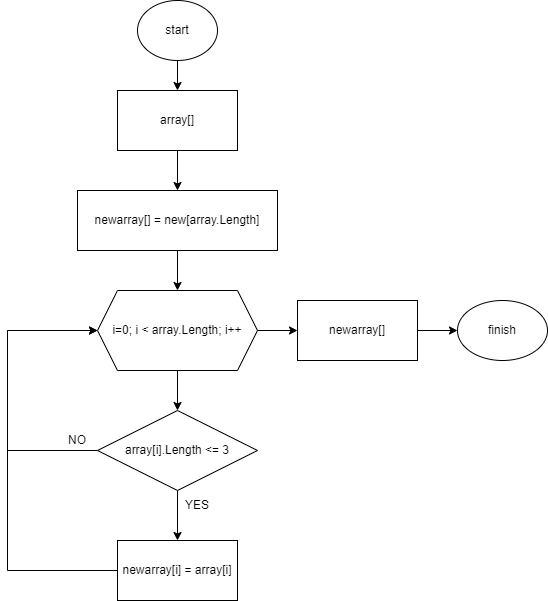 start
array[]
newarray[] = new[array.Length]
i=0; i < array.Length; i++
newarray[]
finish
NO
array[i].Length <= 3
YES
newarray[i] = array[i]